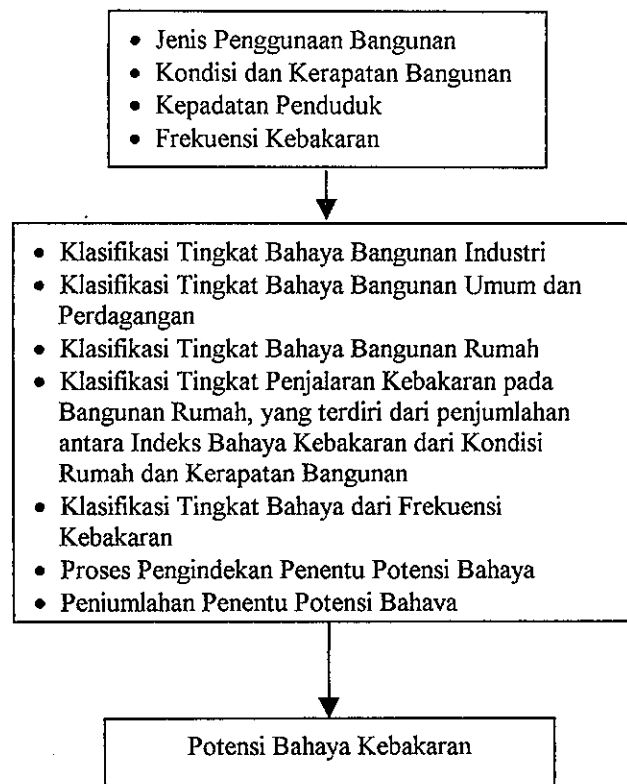 • Jenis Penggunaan Bangunan
• Kondisi dan Kerapatan Bangunan
• Kepadatan Penduduk
• Frekuensi Kebakaran
• Klasifikasi Tingkat Bahaya Bangunan Industri
• Klasifikasi Tingkat Bahaya Bangunan Umum dan
Perdagangan
• Klasifikasi Tingkat Bahaya Bangunan Rumah
• Klasifikasi Tingkat Penjalaran Kebakaran pada
Bangunan Rumah, yang terdiri dari penjumlahan
antara Indeks Bahaya Kebakaran dari Kondisi
Rumah dan Kerapatan Bangunan
• Klasifikasi Tingkat Bahaya dari Frekuensi
Kebakaran
• Proses Pengindekan Penentu Potensi Bahaya
• Penjumlahan Penentu Potensi Bahaya
Potensi Bahaya Kebakaran